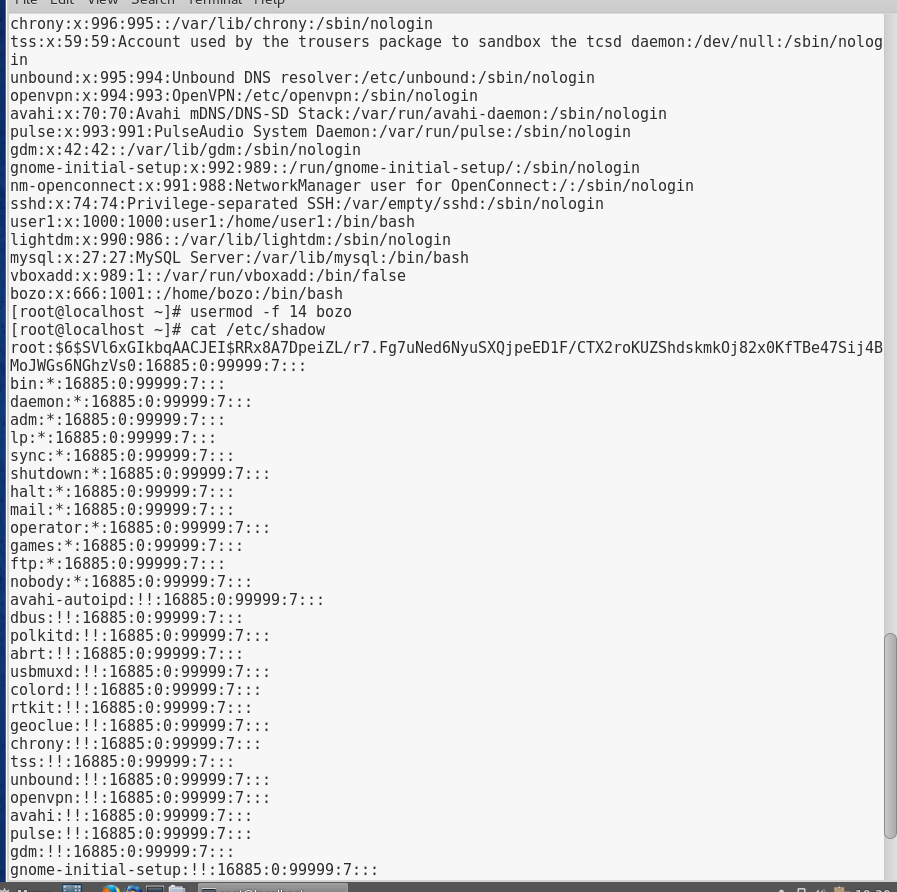 File Edit View Search Terminal Help
chrony:x:996:995::/var/lib/chrony:/sbin/nologin
tss:x:59:59:Account used by the trousers package to sandbox the tcsd daemon:/dev/null:/sbin/nolog
in
unbound:x:995:994:Unbound DNS resolver:/etc/unbound:/sbin/nologin
openvpn:x:994:993:OpenVPN:/etc/openvpn:/sbin/nologin
avahi:x:70:70:Avahi mDNS/DNS-SD Stack:/var/run/avahi-daemon:/sbin/nologin
pulse:x:993:991:PulseAudio System Daemon:/var/run/pulse:/sbin/nologin
gdm:x:42:42::/var/lib/gdm:/sbin/nologin
gnome-initial-setup:x:992:989::/run/gnome-initial-setup/:/sbin/nologin
nm-openconnect:x:991:988:NetworkManager user for OpenConnect:/:/sbin/nologin
sshd:x:74:74:Privilege-separated SSH:/var/empty/sshd:/sbin/nologin
user1:x:1000:1000:user1:/home/user1:/bin/bash
lightdm:x:990:986::/var/lib/lightdm:/sbin/nologin
mysql:x:27:27:MySQL Server:/var/lib/mysql:/bin/bash
vboxadd:x:989:1::/var/run/vboxadd:/bin/false
bozo:x:666:1001::/home/bozo:/bin/bash
[root@localhost ~]# usermod -f 14 bozo
[root@localhost ~]# cat /etc/shadow
root:$6$SVl6xGIkbqAACJEI$RRx8A7DpeiZL/r7.Fg7uNed6NyuSXQjpeED1F/CTX2roKUZShdskmkOj82x0KfTBe47Sij4B
MoJWGs6NGhzVs0:16885:0:99999:7:::
bin:*:16885:0:99999:7:::
daemon:*:16885:0:99999:7:::
adm:*:16885:0:99999:7:::
lp:*:16885:0:99999:7:::
sync:*:16885:0:99999:7:::
shutdown:*:16885:0:99999:7:::
halt:*:16885:0:99999:7:::
mail:*:16885:0:99999:7:::
operator:*:16885:0:99999:7:::
games:*:16885:0:99999:7:::
ftp:*:16885:0:99999:7:::
nobody:*:16885:0:99999:7:::
avahi-autoipd:!!:16885:0:99999:7:::
dbus:!!:16885:0:99999:7:::
polkitd:!!:16885:0:99999:7:::
abrt:!!:16885:0:99999:7:::
usbmuxd:!!:16885:0:99999:7:::
colord:!!:16885:0:99999:7:::
rtkit:!!:16885:0:99999:7:::
geoclue:!!:16885:0:99999:7:::
chrony:!!:16885:0:99999:7:::
tss:!!:16885:0:99999:7:::
unbound:!!:16885:0:99999:7:::
openvpn:!!:16885:0:99999:7:::
avahi:!!:16885:0:99999:7:::
pulse:!!:16885:0:99999:7:::
gdm:!!:16885:0:99999:7:::
gnome-initial-setup:!!:16885:0:99999:7:::